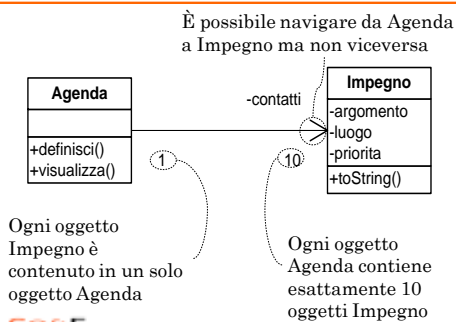 È possibile navigare da Agenda
a Impegno ma non viceversa
Agenda
+definisci()
+visualizza()
-contatti
1
10
Impegno
-argomento
-luogo
-priorita
+toString()
Ogni oggetto
Impegno è
contenuto in un solo
oggetto Agenda
Ogni oggetto
Agenda contiene
esattamente 10
oggetti Impegno